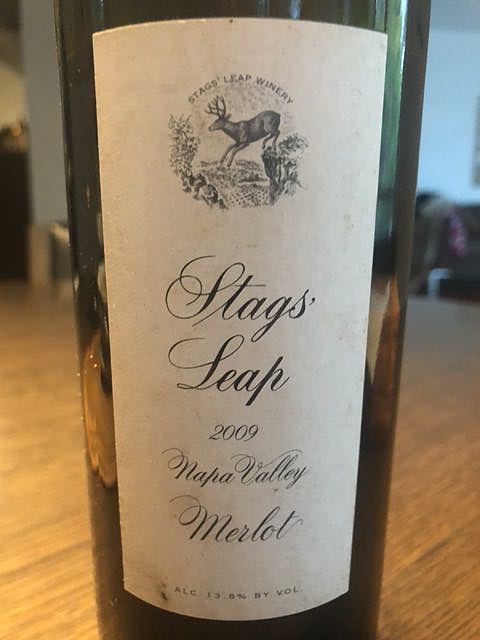 STAGS' LEAP WINERY
Stags'
Leap
2009
Napa Valley
Merlot
ALC. 13.8% BY VOL.